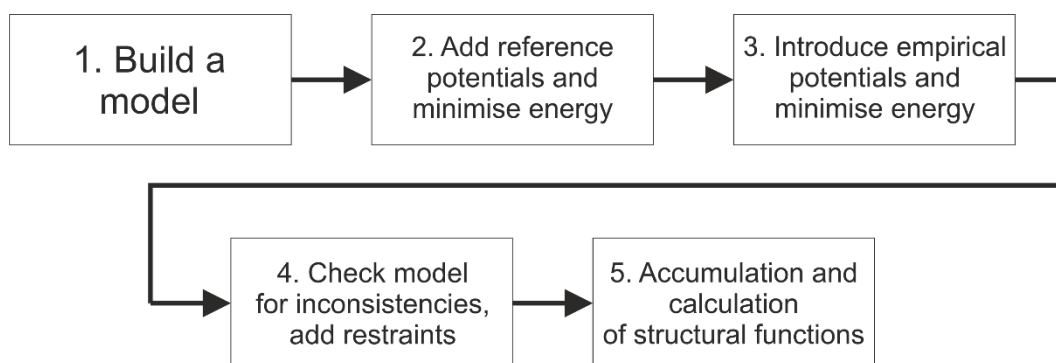 1. Build a
model
2. Add reference
potentials and
minimise energy
3. Introduce empirical
potentials and
minimise energy
4. Check model
for inconsistencies,
add restraints
5. Accumulation and
calculation
of structural functions